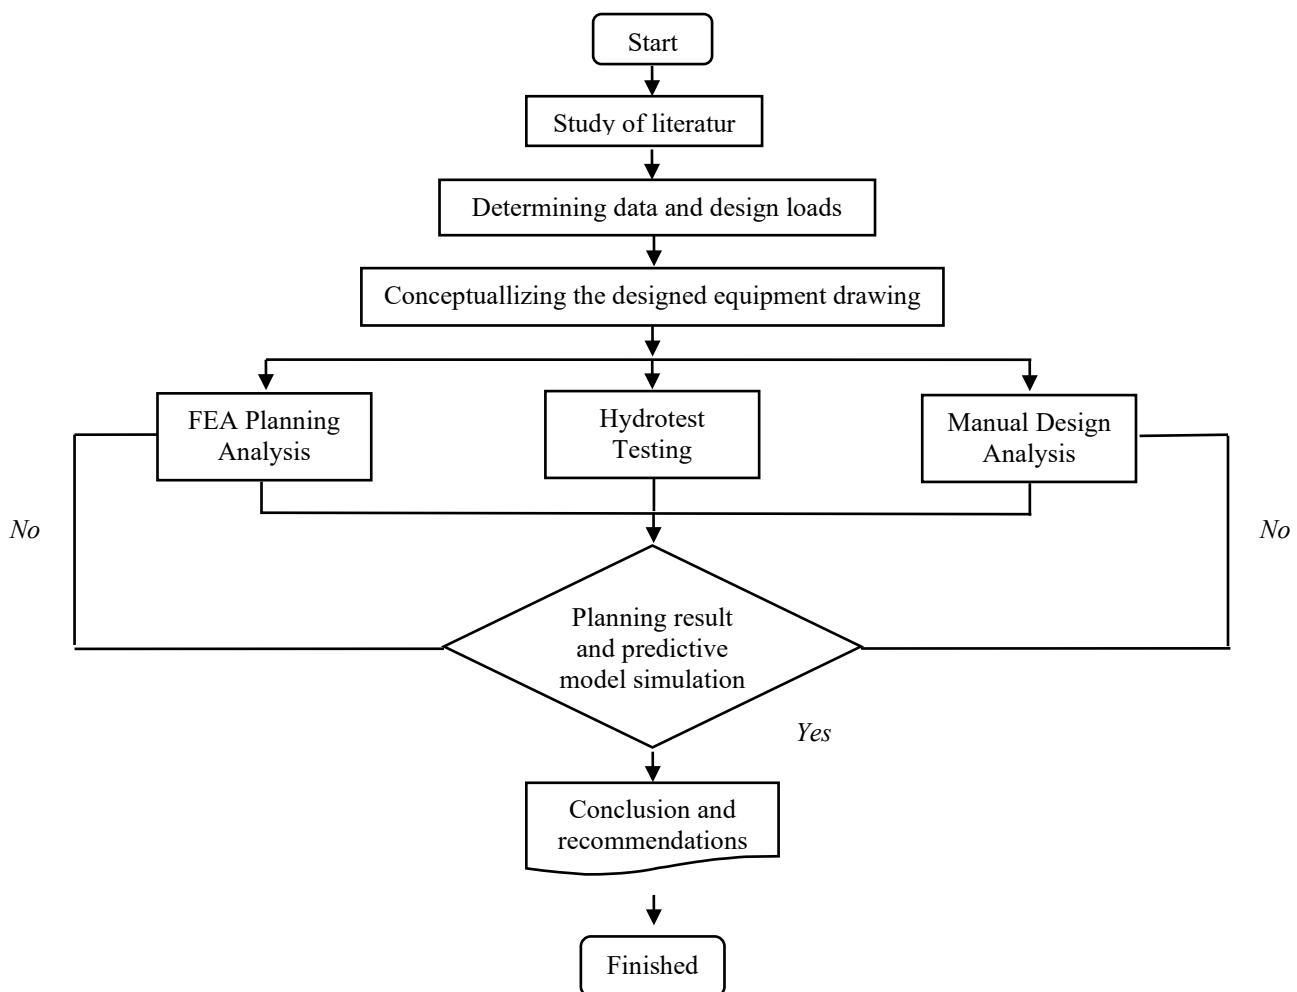 Start
Study of literatur
Determining data and design loads
Conceptuallizing the designed equipment drawing
FEA Planning
Analysis
Hydrotest
Testing
Manual Design
Analysis
No
No
Planning result
and predictive
model simulation
Yes
Conclusion and
recommendations
Finished